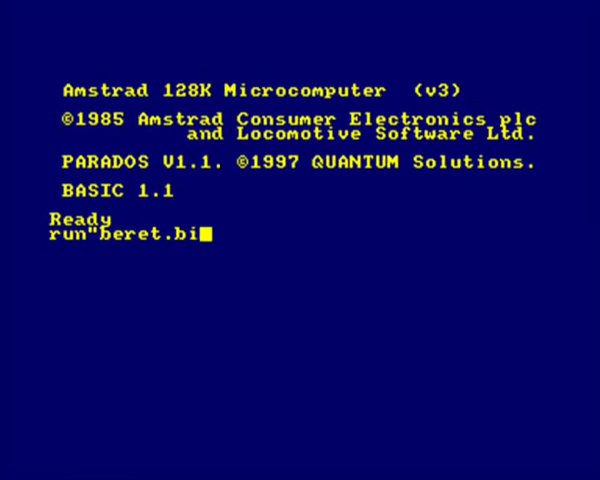 Amstrad 128K Microcomputer (v3)
©1985 Amstrad Consumer Electronics plc
and Locomotive Software Ltd.
PARADOS V1.1. ©1997 QUANTUM Solutions.
BASIC 1.1
Ready
run"beret.bi